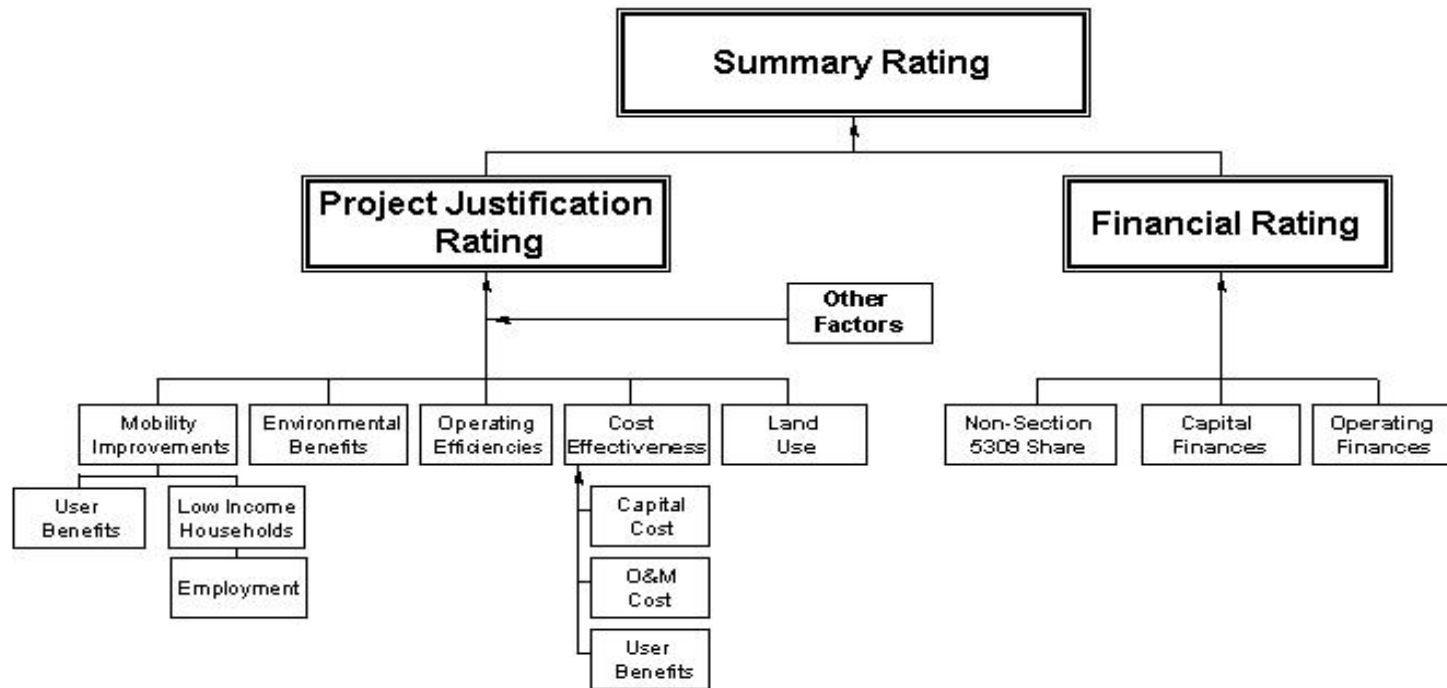 Summary Rating
Project Justification
Rating
Financial Rating
Other
Factors
Mobility
Improvements
Environmental
Benefits
Operating
Efficiencies
Cost
Effectiveness
Land
Use
Non-Section
5309 Share
Capital
Finances
Operating
Finances
User
Benefits
Low Income
Households
Employment
Capital
Cost
O&M
Cost
User
Benefits